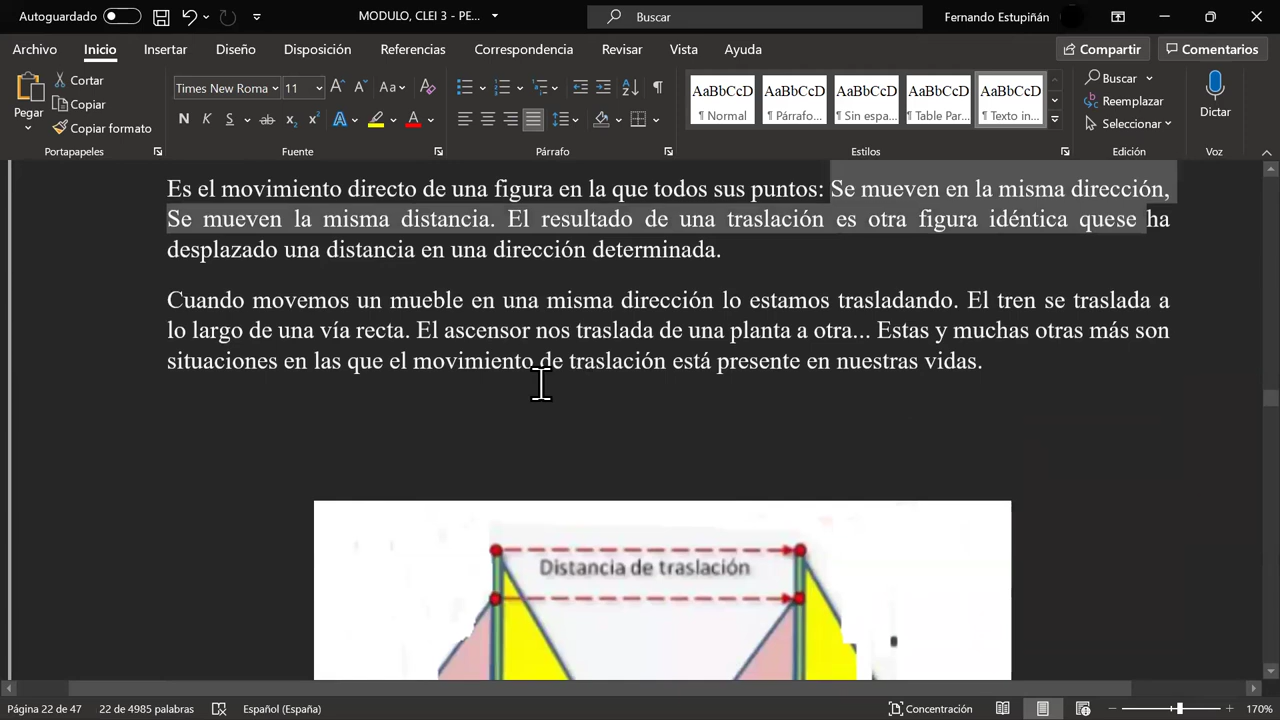 Autoguardado MODULO, CLEI 3 - PE... Buscar Fernando Estupiñán
Archivo Inicio Insertar Diseño Disposición Referencias Correspondencia Revisar Vista Ayuda Compartir Comentarios
Pegar
Cortar
Copiar
Copiar formato
Portapapeles
Times New Roma 11
N K S ab x₂ x² A A
Fuente
Párrafo
AaBbCcD AaBbCcD AaBbCcD AaBbCcD AaBbCcD
¶ Normal ¶ Párrafo... ¶ Sin espa... ¶ Table Par... ¶ Texto in...
Estilos
Buscar
Reemplazar
Seleccionar
Edición
Dictar
Voz
Es el movimiento directo de una figura en la que todos sus puntos: Se mueven en la misma dirección,
Se mueven la misma distancia. El resultado de una traslación es otra figura idéntica quese ha
desplazado una distancia en una dirección determinada.
Cuando movemos un mueble en una misma dirección lo estamos trasladando. El tren se traslada a
lo largo de una vía recta. El ascensor nos traslada de una planta a otra... Estas y muchas otras más son
situaciones en las que el movimiento de traslación está presente en nuestras vidas.
Distancia de traslación
Página 22 de 47 22 de 4985 palabras Español (España) Concentración 170%